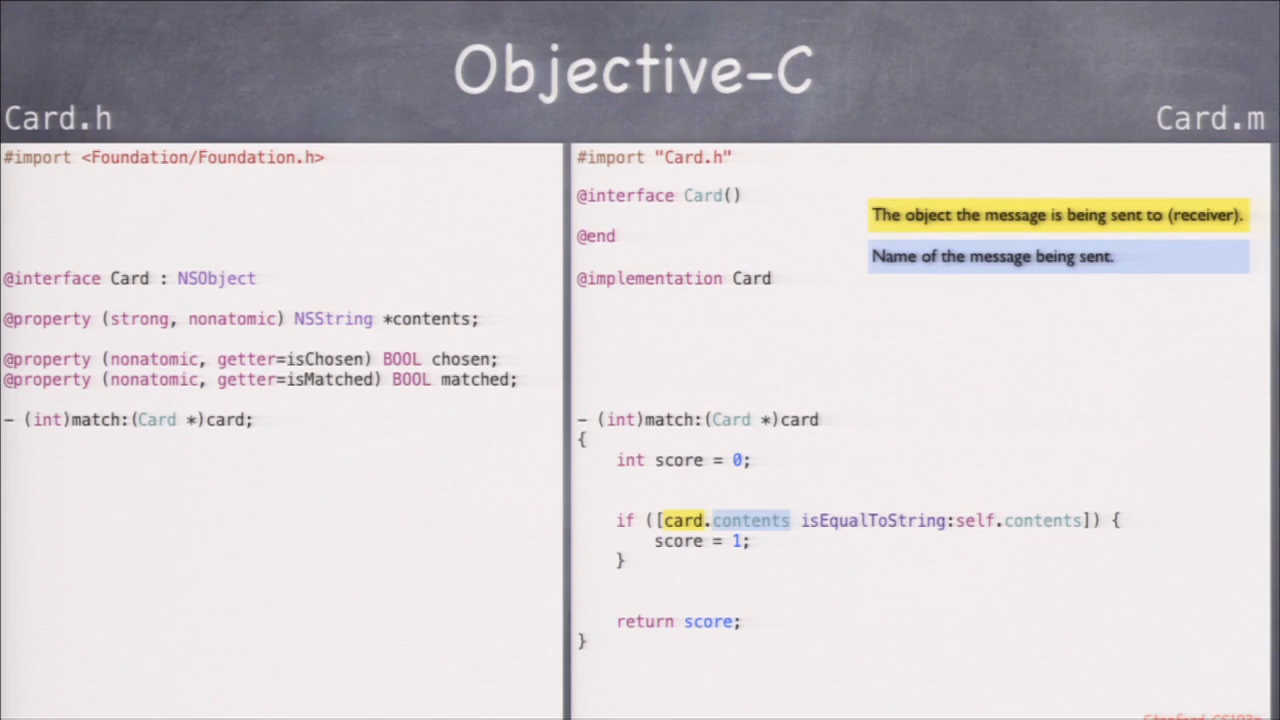 Objective-C
Card.h
Card.m
#import <Foundation/Foundation.h>
@interface Card : NSObject
@property (strong, nonatomic) NSString *contents;
@property (nonatomic, getter=isChosen) BOOL chosen;
@property (nonatomic, getter=isMatched) BOOL matched;
- (int)match:(Card *)card;
#import "Card.h"
@interface Card()
@end
@implementation Card
The object the message is being sent to (receiver).
Name of the message being sent.
- (int)match:(Card *)card
{
int score = 0;
if ([card.contents isEqualToString:self.contents]) {
score = 1;
}
return score;
}